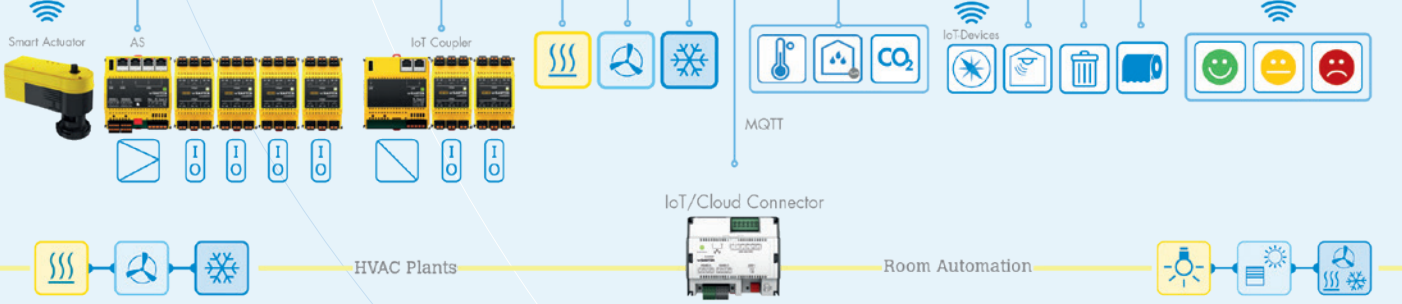 Smart Actuator
AS
IoT Coupler
IoT-Devices
CO2
I
O
I
O
I
O
I
O
I
O
I
O
MQTT
IoT/Cloud Connector
HVAC Plants
Room Automation